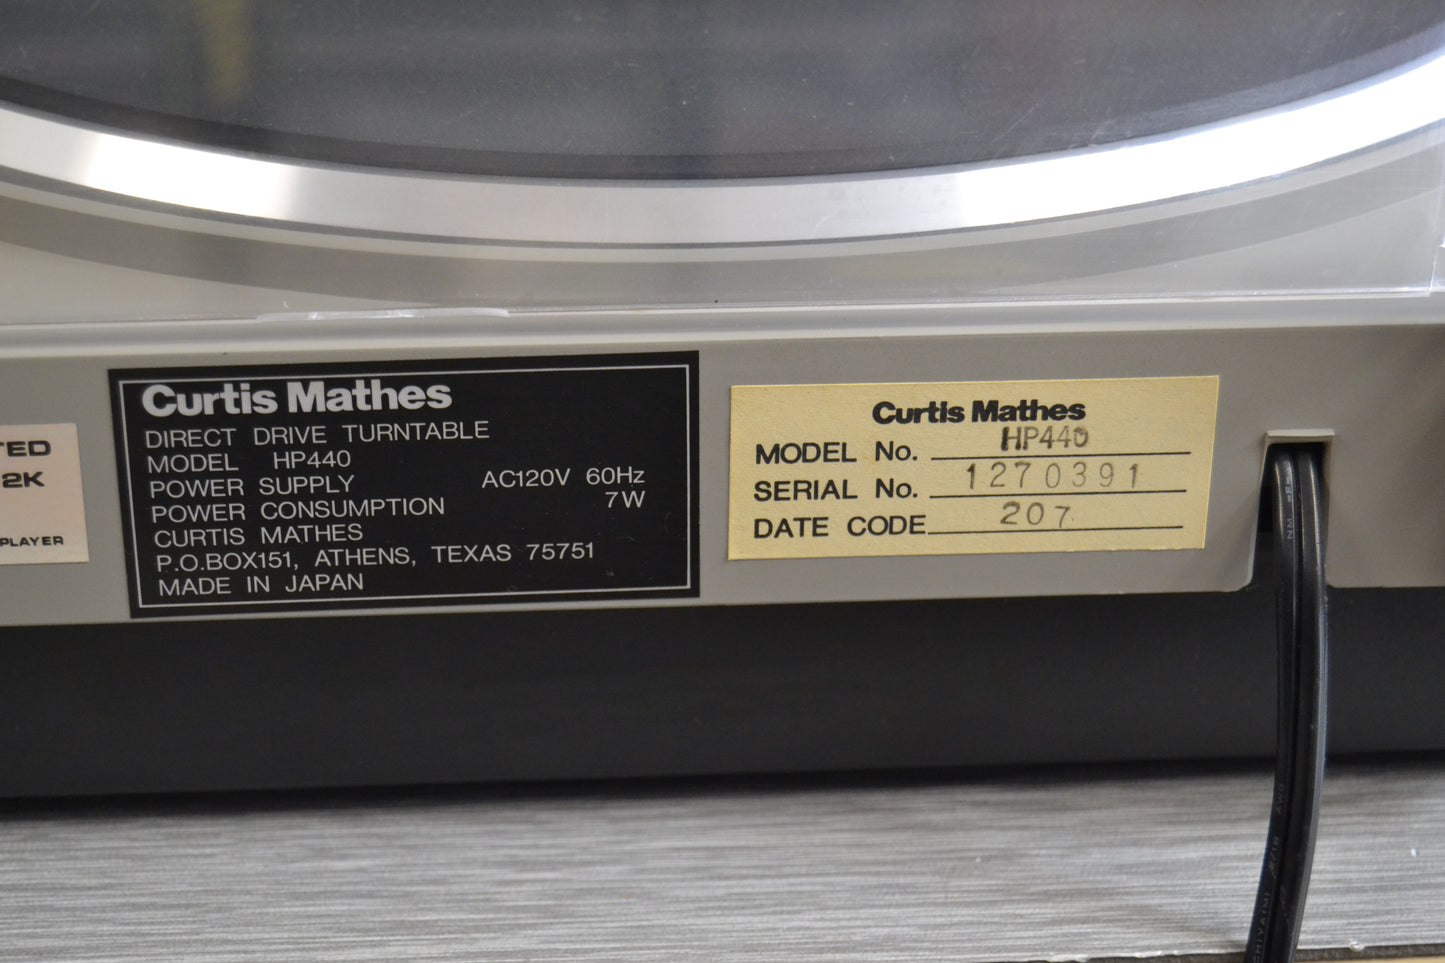 TED
2K
PLAYER
Curtis Mathes
DIRECT DRIVE TURNTABLE
MODEL HP440
POWER SUPPLY AC120V 60Hz
POWER CONSUMPTION 7W
CURTIS MATHES
P.O.BOX151, ATHENS, TEXAS 75751
MADE IN JAPAN
Curtis Mathes
MODEL No. HP440
SERIAL No. 1270391
DATE CODE 207